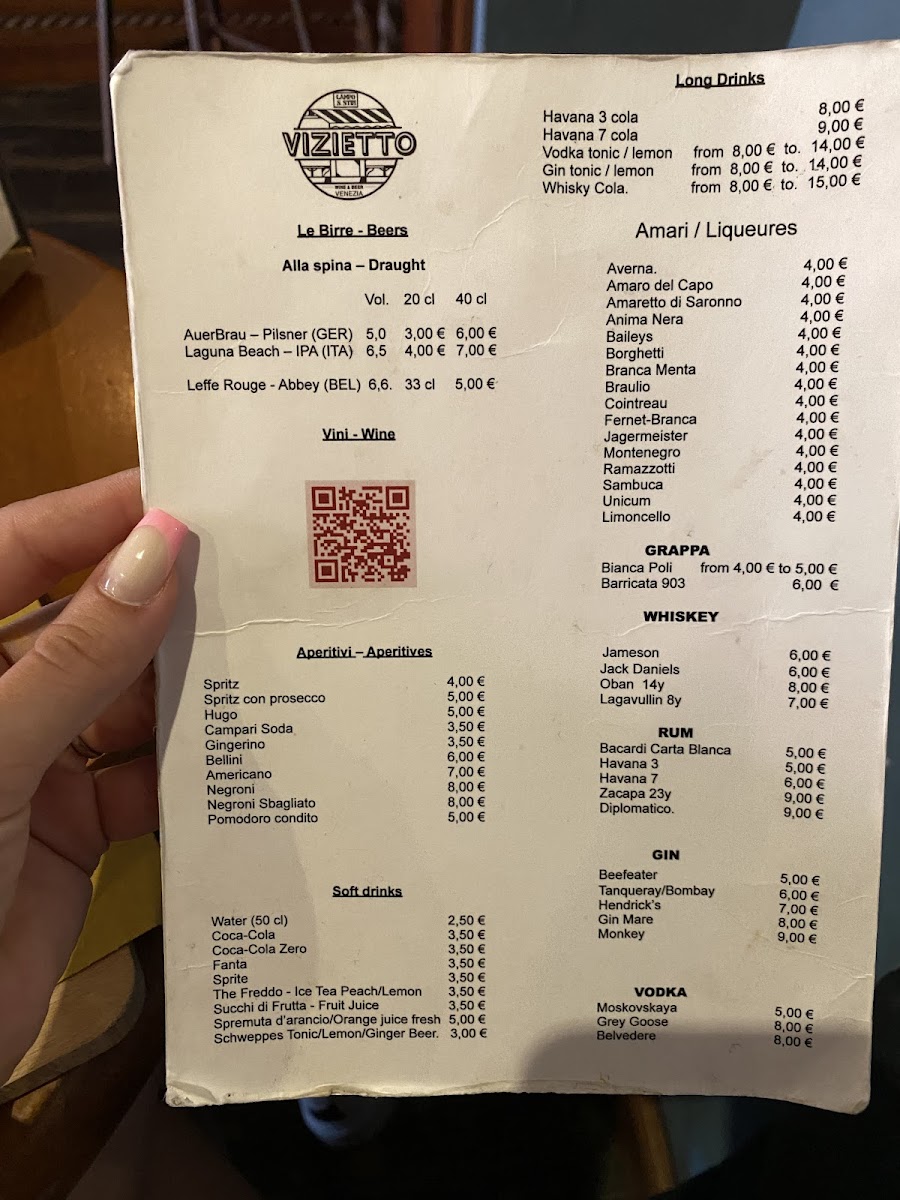 CAMPO
S. STIN
VIZIETTO
WINE & BEER
VENEZIA
Le Birre - Beers
Alla spina – Draught
Vol. 20 cl 40 cl
AuerBrau – Pilsner (GER) 5,0 3,00 € 6,00 €
Laguna Beach – IPA (ITA) 6,5 4,00 € 7,00 €
Leffe Rouge - Abbey (BEL) 6,6. 33 cl 5,00 €
Vini - Wine
Aperitivi – Aperitives
Spritz 4,00 €
Spritz con prosecco 5,00 €
Hugo 5,00 €
Campari Soda 3,50 €
Gingerino 3,50 €
Bellini 6,00 €
Americano 7,00 €
Negroni 8,00 €
Negroni Sbagliato 8,00 €
Pomodoro condito 5,00 €
Soft drinks
Water (50 cl) 2,50 €
Coca-Cola 3,50 €
Coca-Cola Zero 3,50 €
Fanta 3,50 €
Sprite 3,50 €
The Freddo - Ice Tea Peach/Lemon 3,50 €
Succhi di Frutta - Fruit Juice 3,50 €
Spremuta d'arancio/Orange juice fresh 5,00 €
Schweppes Tonic/Lemon/Ginger Beer. 3,00 €
Long Drinks
Havana 3 cola 8,00 €
Havana 7 cola 9,00 €
Vodka tonic / lemon from 8,00 € to. 14,00 €
Gin tonic / lemon from 8,00 € to. 14,00 €
Whisky Cola. from 8,00 € to. 15,00 €
Amari / Liqueures
Averna. 4,00 €
Amaro del Capo 4,00 €
Amaretto di Saronno 4,00 €
Anima Nera 4,00 €
Baileys 4,00 €
Borghetti 4,00 €
Branca Menta 4,00 €
Braulio 4,00 €
Cointreau 4,00 €
Fernet-Branca 4,00 €
Jagermeister 4,00 €
Montenegro 4,00 €
Ramazzotti 4,00 €
Sambuca 4,00 €
Unicum 4,00 €
Limoncello 4,00 €
GRAPPA
Bianca Poli from 4,00 € to 5,00 €
Barricata 903 6,00 €
WHISKEY
Jameson 6,00 €
Jack Daniels 6,00 €
Oban 14y 8,00 €
Lagavullin 8y 7,00 €
RUM
Bacardi Carta Blanca 5,00 €
Havana 3 5,00 €
Havana 7 6,00 €
Zacapa 23y 9,00 €
Diplomatico. 9,00 €
GIN
Beefeater 5,00 €
Tanqueray/Bombay 6,00 €
Hendrick's 7,00 €
Gin Mare 8,00 €
Monkey 9,00 €
VODKA
Moskovskaya 5,00 €
Grey Goose 8,00 €
Belvedere 8,00 €